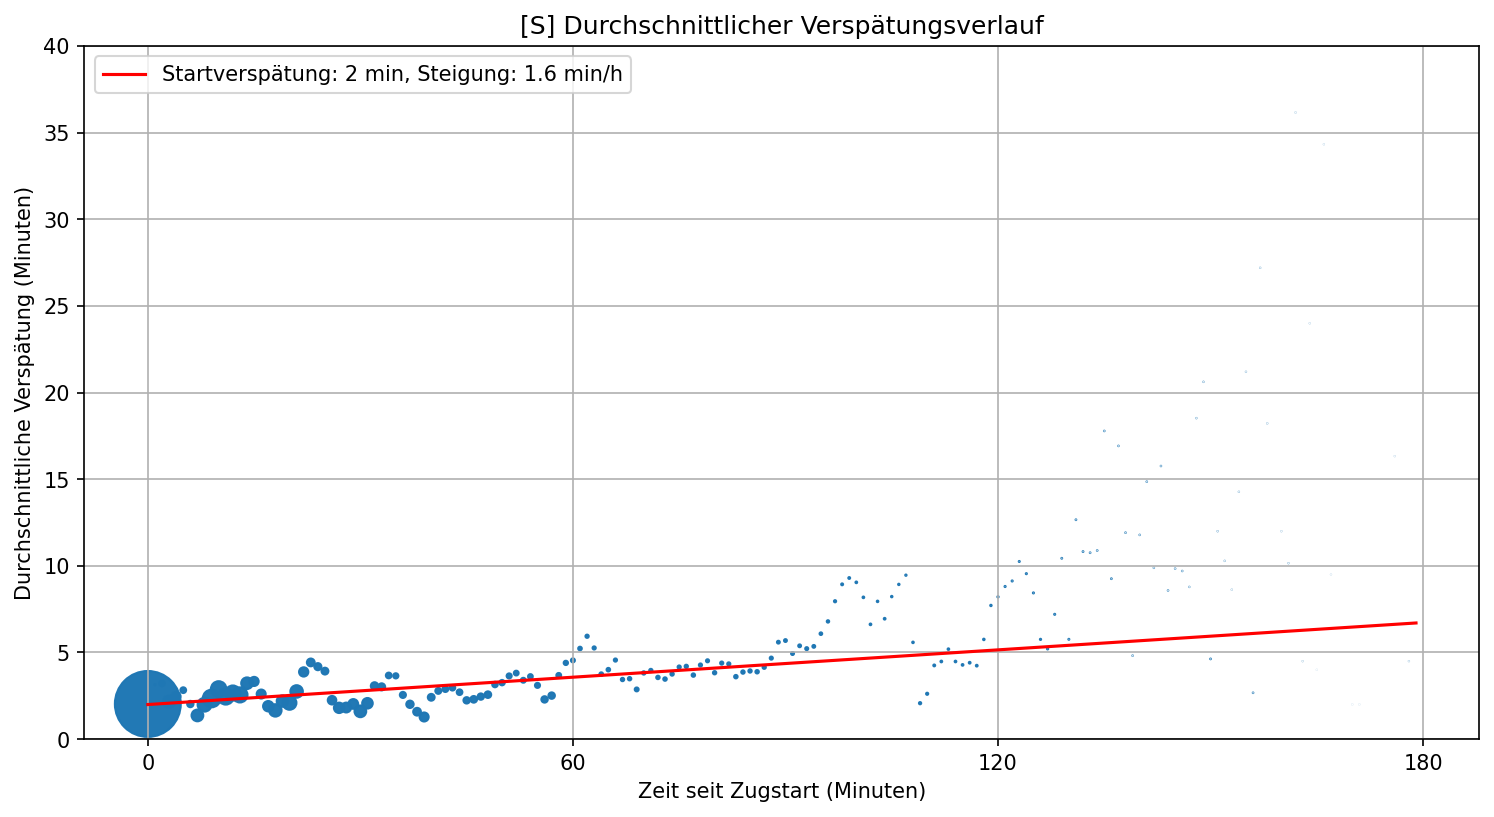 [S] Durchschnittlicher Verspätungsverlauf
Startverspätung: 2 min, Steigung: 1.6 min/h
Durchschnittliche Verspätung (Minuten)
40
35
30
25
20
15
10
5
0
0 60 120 180
Zeit seit Zugstart (Minuten)